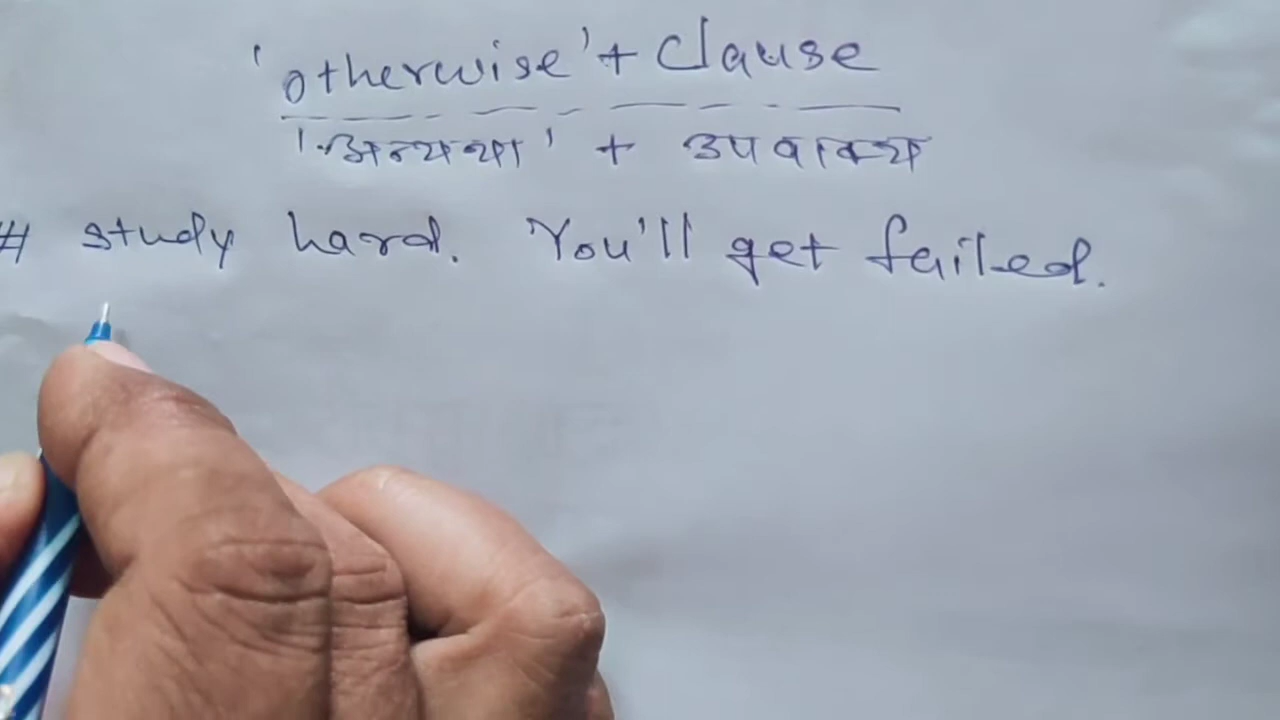 'otherwise' + Clause
'अन्यथा' + उपवाक्य
# study hard. You'll get failed.